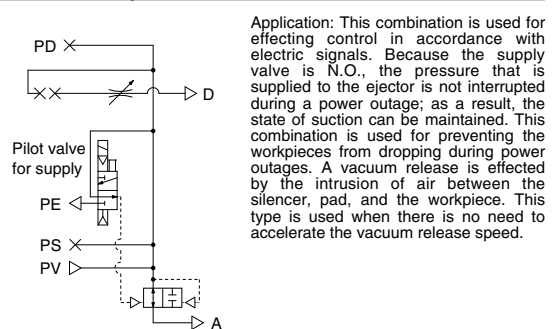 PD
D
Pilot valve
for supply
PE
PS
PV
A
Application: This combination is used for
effecting control in accordance with
electric signals. Because the supply
valve is N.O., the pressure that is
supplied to the ejector is not interrupted
during a power outage; as a result, the
state of suction can be maintained. This
combination is used for preventing the
workpieces from dropping during power
outages. A vacuum release is effected
by the intrusion of air between the
silencer, pad, and the workpiece. This
type is used when there is no need to
accelerate the vacuum release speed.